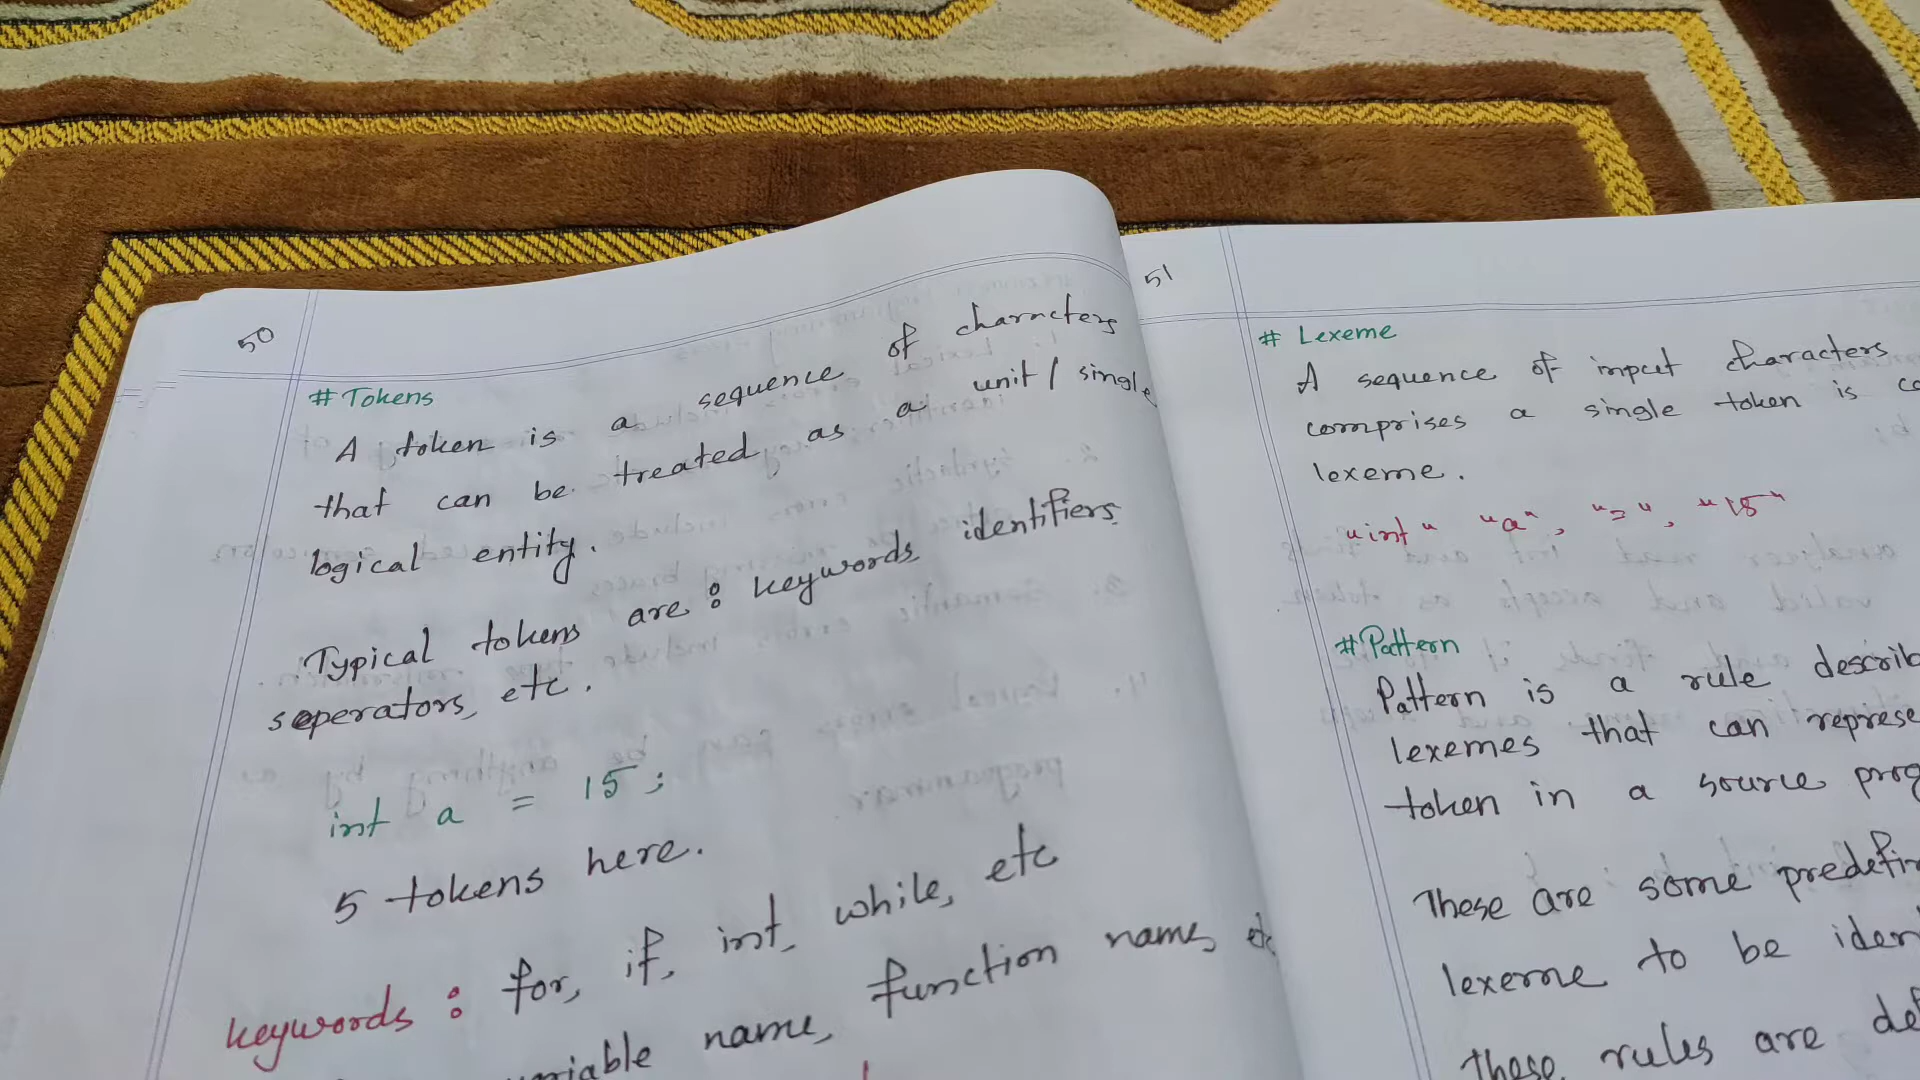 50
# Tokens
A token is a sequence of characters
that can be treated as a unit / single
logical entity.
Typical tokens are : keywords, identifiers,
seperators, etc.
int a = 15;
5 tokens here.
keywords : for, if, int, while, etc
name, function name, etc
51
# Lexeme
A sequence of input characters
comprises a single token is
lexeme.
"int" "a", "=", "15"
# Pattern
Pattern is a rule
lexemes that can
token in a source
These are some
lexeme to be
These rules are